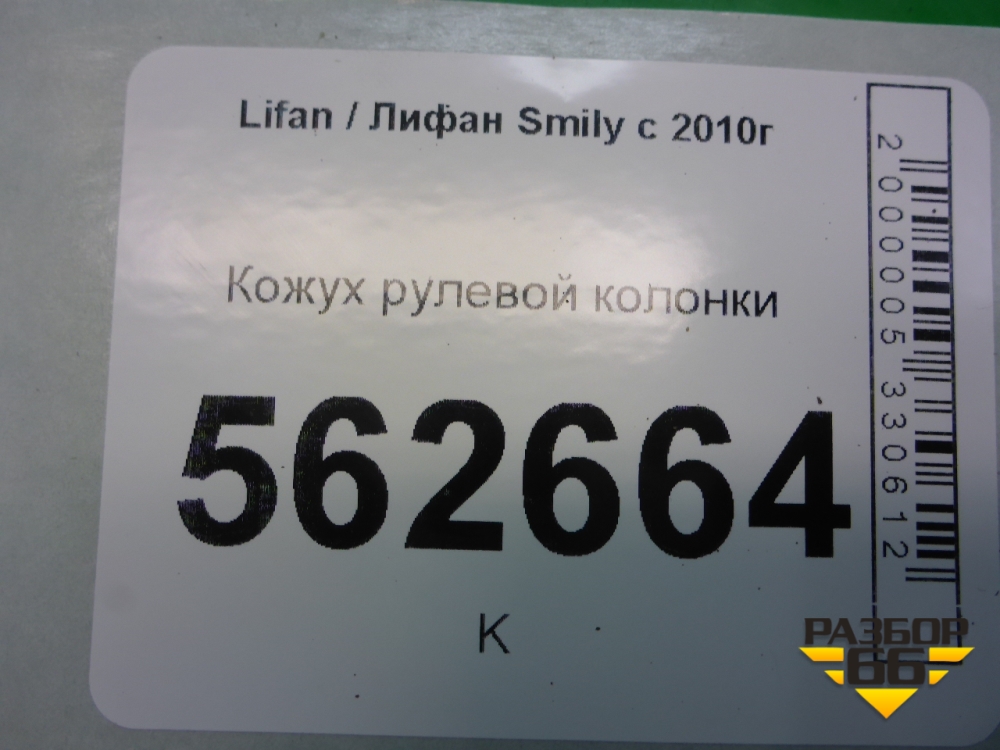 Lifan / Лифан Smily с 2010г
Кожух рулевой колонки
562664
К
2000005330612
РАЗБОР
66